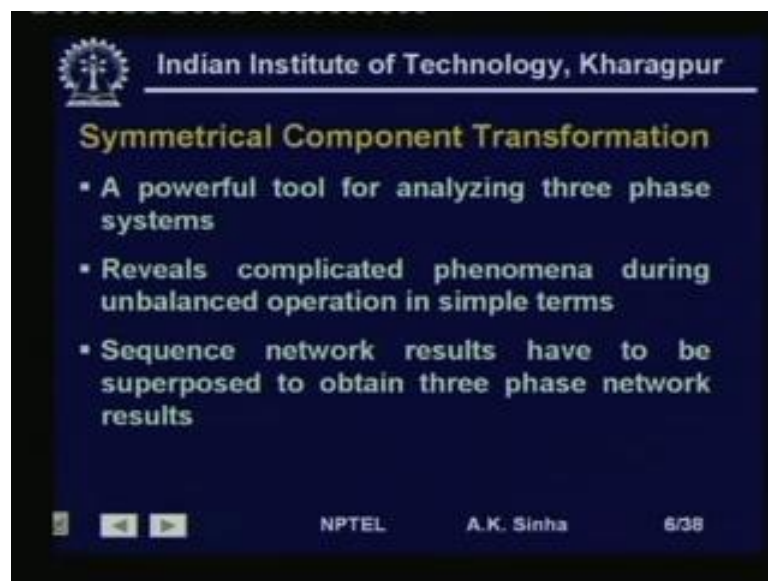 Indian Institute of Technology, Kharagpur
Symmetrical Component Transformation
▪ A powerful tool for analyzing three phase
systems
▪ Reveals complicated phenomena during
unbalanced operation in simple terms
▪ Sequence network results have to be
superposed to obtain three phase network
results
NPTEL A.K. Sinha 6/38